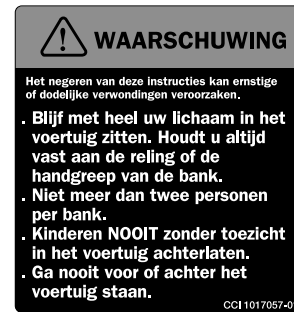 WAARSCHUWING
Het negeren van deze instructies kan ernstige
of dodelijke verwondingen veroorzaken.
. Blijf met heel uw lichaam in het
voertuig zitten. Houdt u altijd
vast aan de reling of de
handgreep van de bank.
. Niet meer dan twee personen
per bank.
. Kinderen NOOIT zonder toezicht
in het voertuig achterlaten.
. Ga nooit voor of achter het
voertuig staan.
CCI 1017057-0